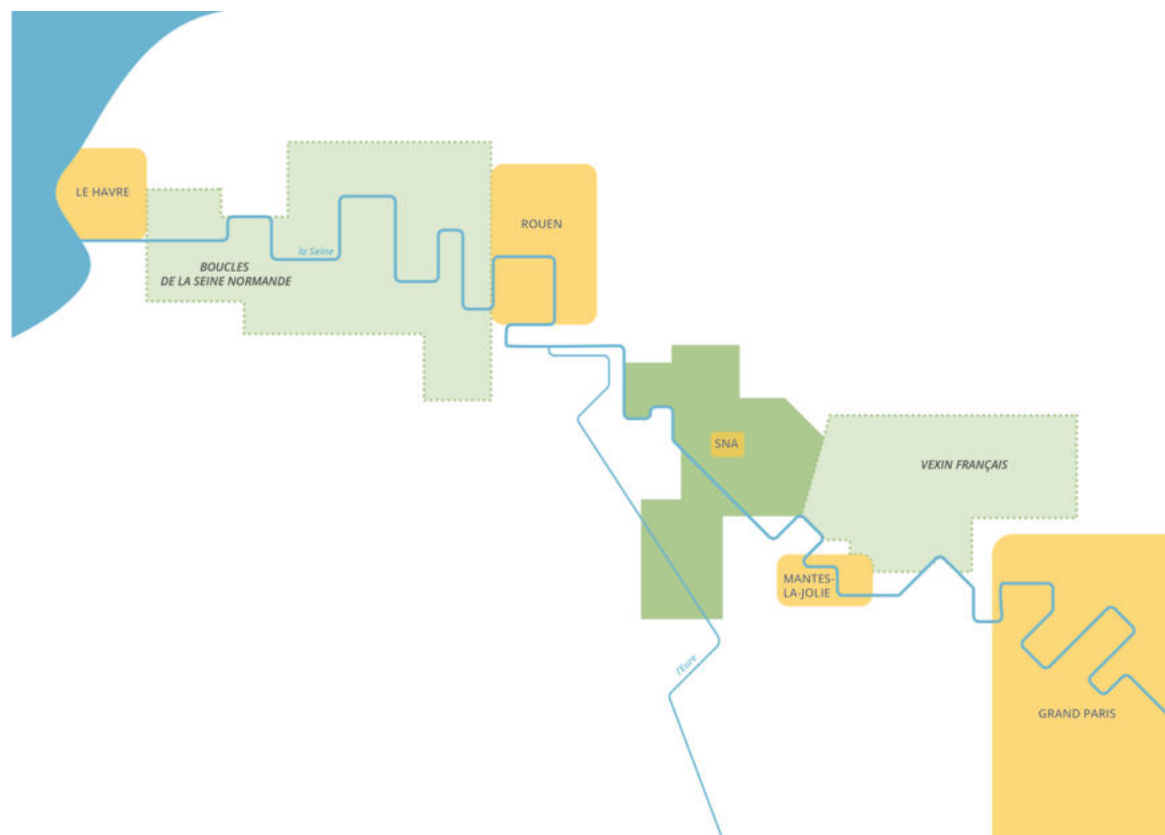 LE HAVRE
ROUEN
la Seine
BOUCLES
DE LA SEINE NORMANDE
SNA
VEXIN FRANÇAIS
MANTES-
LA-JOLIE
l'Eure
GRAND PARIS